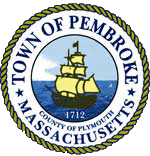 TOWN OF PEMBROKE
1712
COUNTY OF PLYMOUTH
MASSACHUSETTS